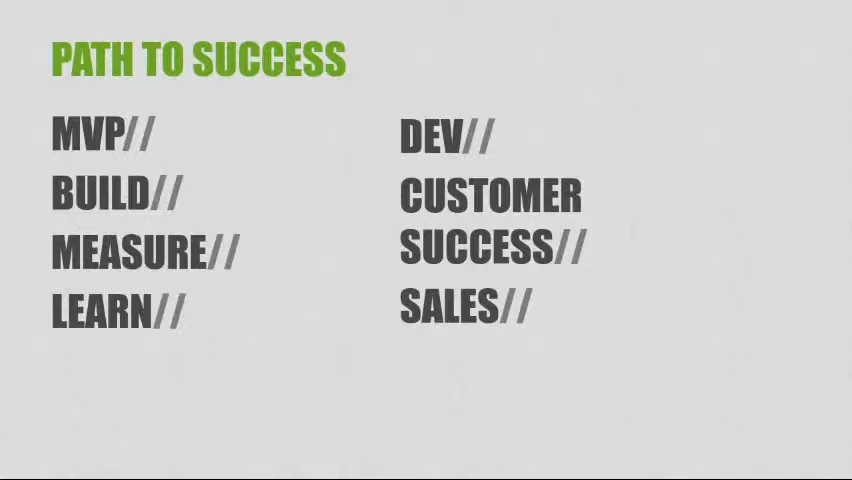 PATH TO SUCCESS
MVP//
BUILD//
MEASURE//
LEARN//
DEV//
CUSTOMER
SUCCESS//
SALES//